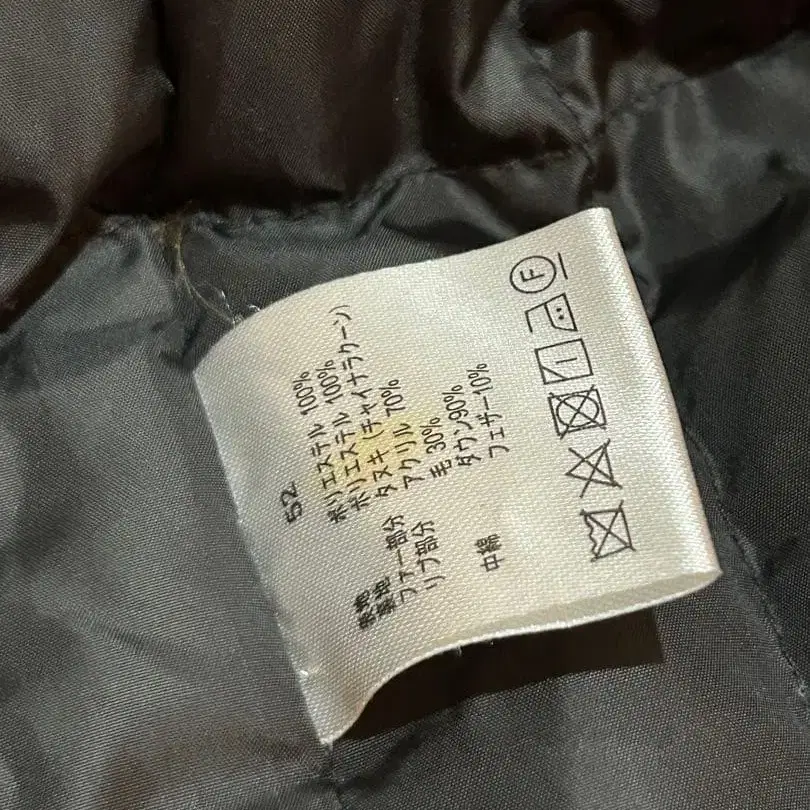 52
表地 ポリエステル 100%
裏地 ポリエステル 100%
ファー部分 タヌキ (チャイナラクーン)
リブ部分 アクリル 70%
毛 30%
中綿 ダウン90%
フェザー10%
F